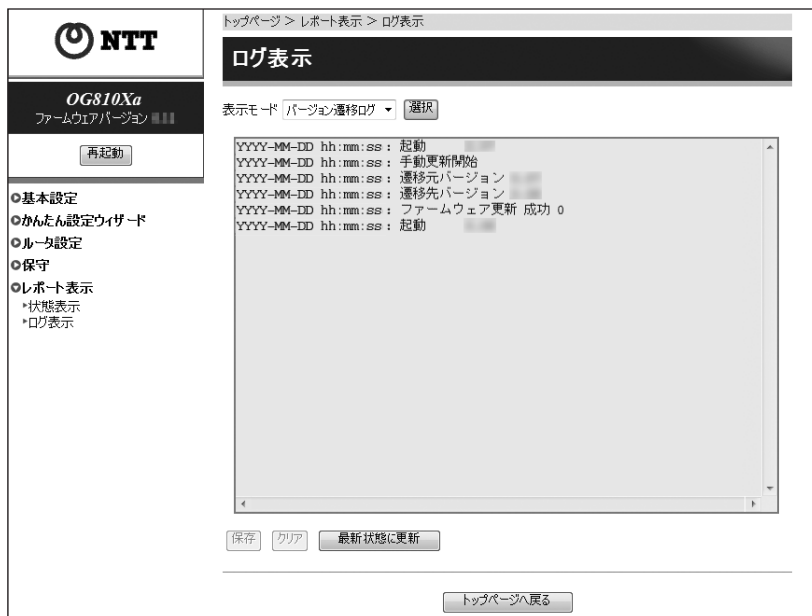 NTT
OG810Xa
ファームウェアバージョン
再起動
基本設定
かんたん設定ウィザード
ルータ設定
保守
レポート表示
状態表示
ログ表示
トップページ > レポート表示 > ログ表示
ログ表示
表示モード バージョン遷移ログ 選択
YYYY-MM-DD hh:mm:ss : 起動
YYYY-MM-DD hh:mm:ss : 手動更新開始
YYYY-MM-DD hh:mm:ss : 遷移元バージョン
YYYY-MM-DD hh:mm:ss : 遷移先バージョン
YYYY-MM-DD hh:mm:ss : ファームウェア更新 成功 0
YYYY-MM-DD hh:mm:ss : 起動
保存 クリア 最新状態に更新
トップページへ戻る